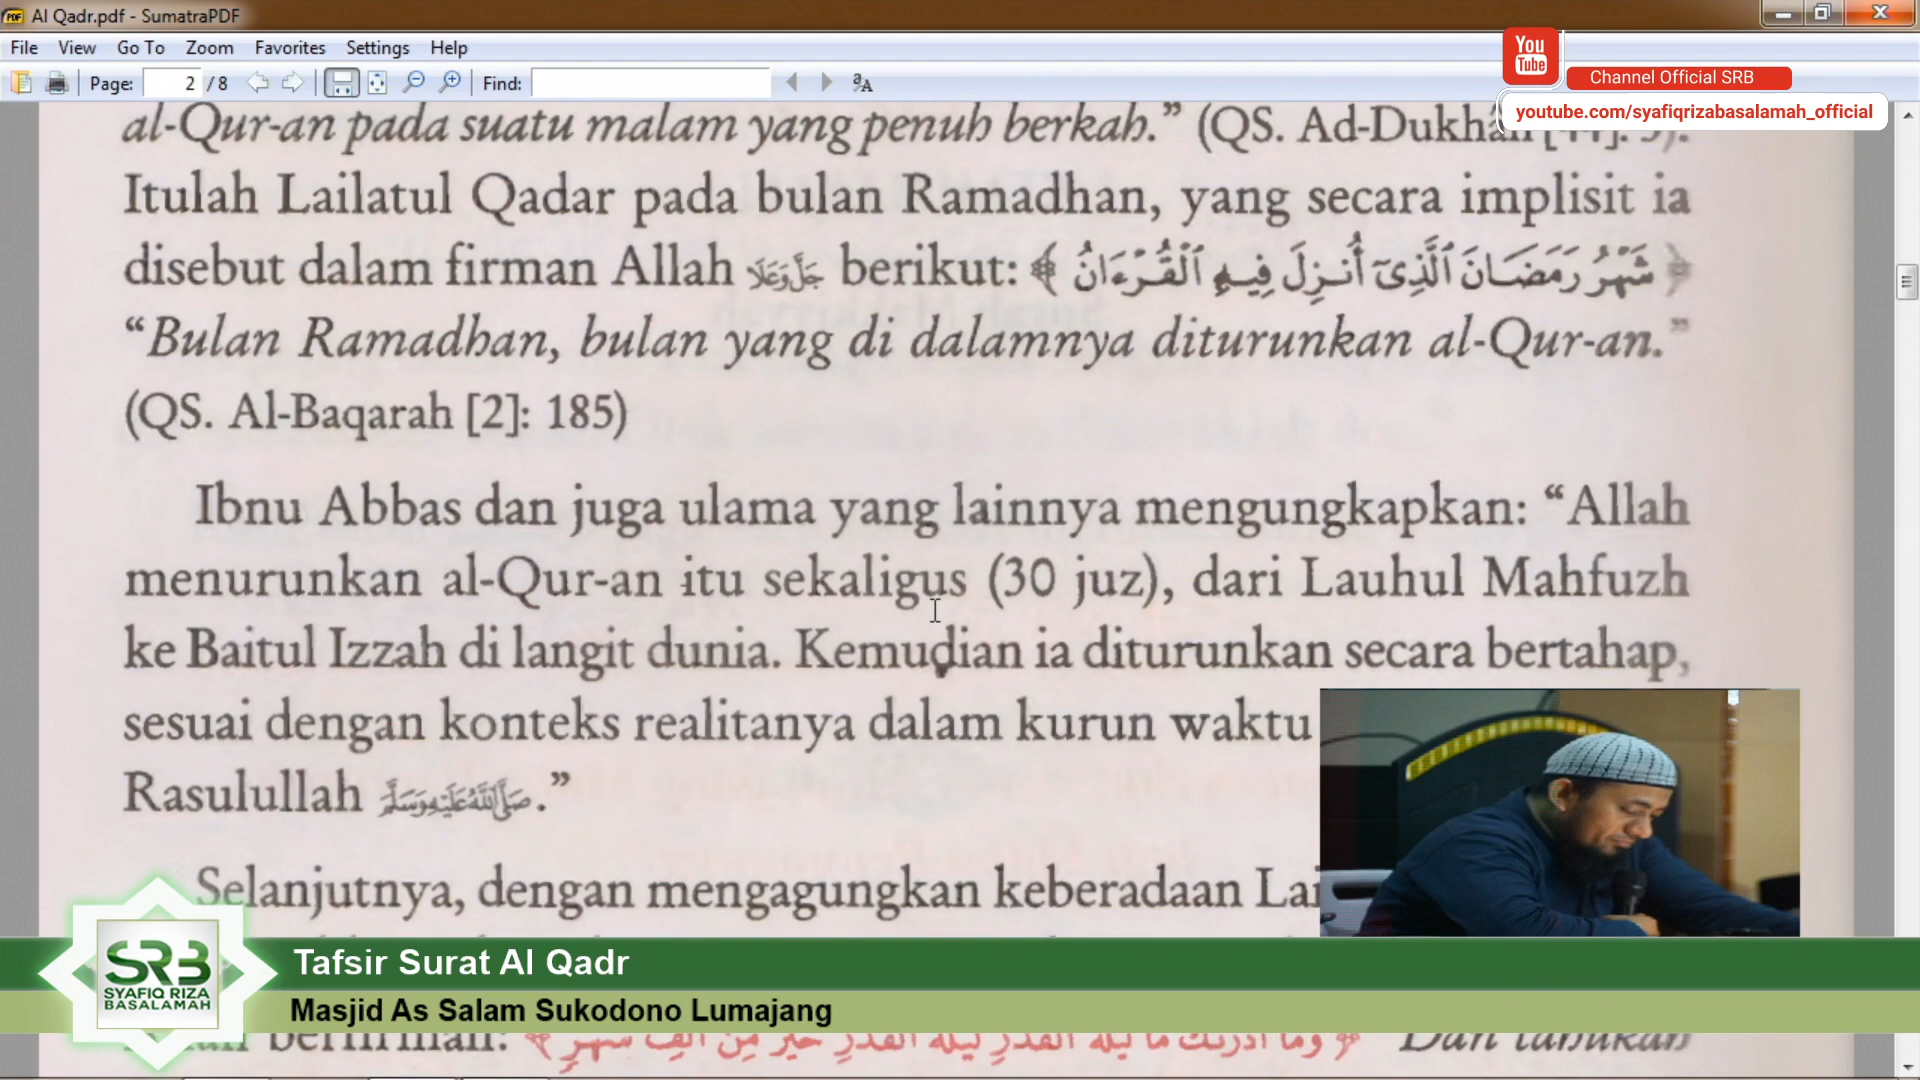 Al Qadr.pdf - SumatraPDF
File View Go To Zoom Favorites Settings Help
Page: 2 / 8 Find:
You
Tube
Channel Official SRB
youtube.com/syafiqrizabasalamah_official
al-Qur-an pada suatu malam yang penuh berkah.” (QS. Ad-Dukhan
Itulah Lailatul Qadar pada bulan Ramadhan, yang secara implisit ia
disebut dalam firman Allah جَلَّ وَعَلَا berikut: ﴿ شَهْرُ رَمَضَانَ ٱلَّذِىٓ أُنزِلَ فِيهِ ٱلْقُرْءَانُ ﴾
“Bulan Ramadhan, bulan yang di dalamnya diturunkan al-Qur-an.”
(QS. Al-Baqarah [2]: 185)
Ibnu Abbas dan juga ulama yang lainnya mengungkapkan: “Allah
menurunkan al-Qur-an itu sekaligus (30 juz), dari Lauhul Mahfuzh
ke Baitul Izzah di langit dunia. Kemudian ia diturunkan secara bertahap,
sesuai dengan konteks realitanya dalam kurun waktu
Rasulullah صَلَّى اللَّهُ عَلَيْهِ وَسَلَّمَ.”
Selanjutnya, dengan mengagungkan keberadaan Lai
SRB
SYAFIQ RIZA
BASALAMAH
Tafsir Surat Al Qadr
Masjid As Salam Sukodono Lumajang